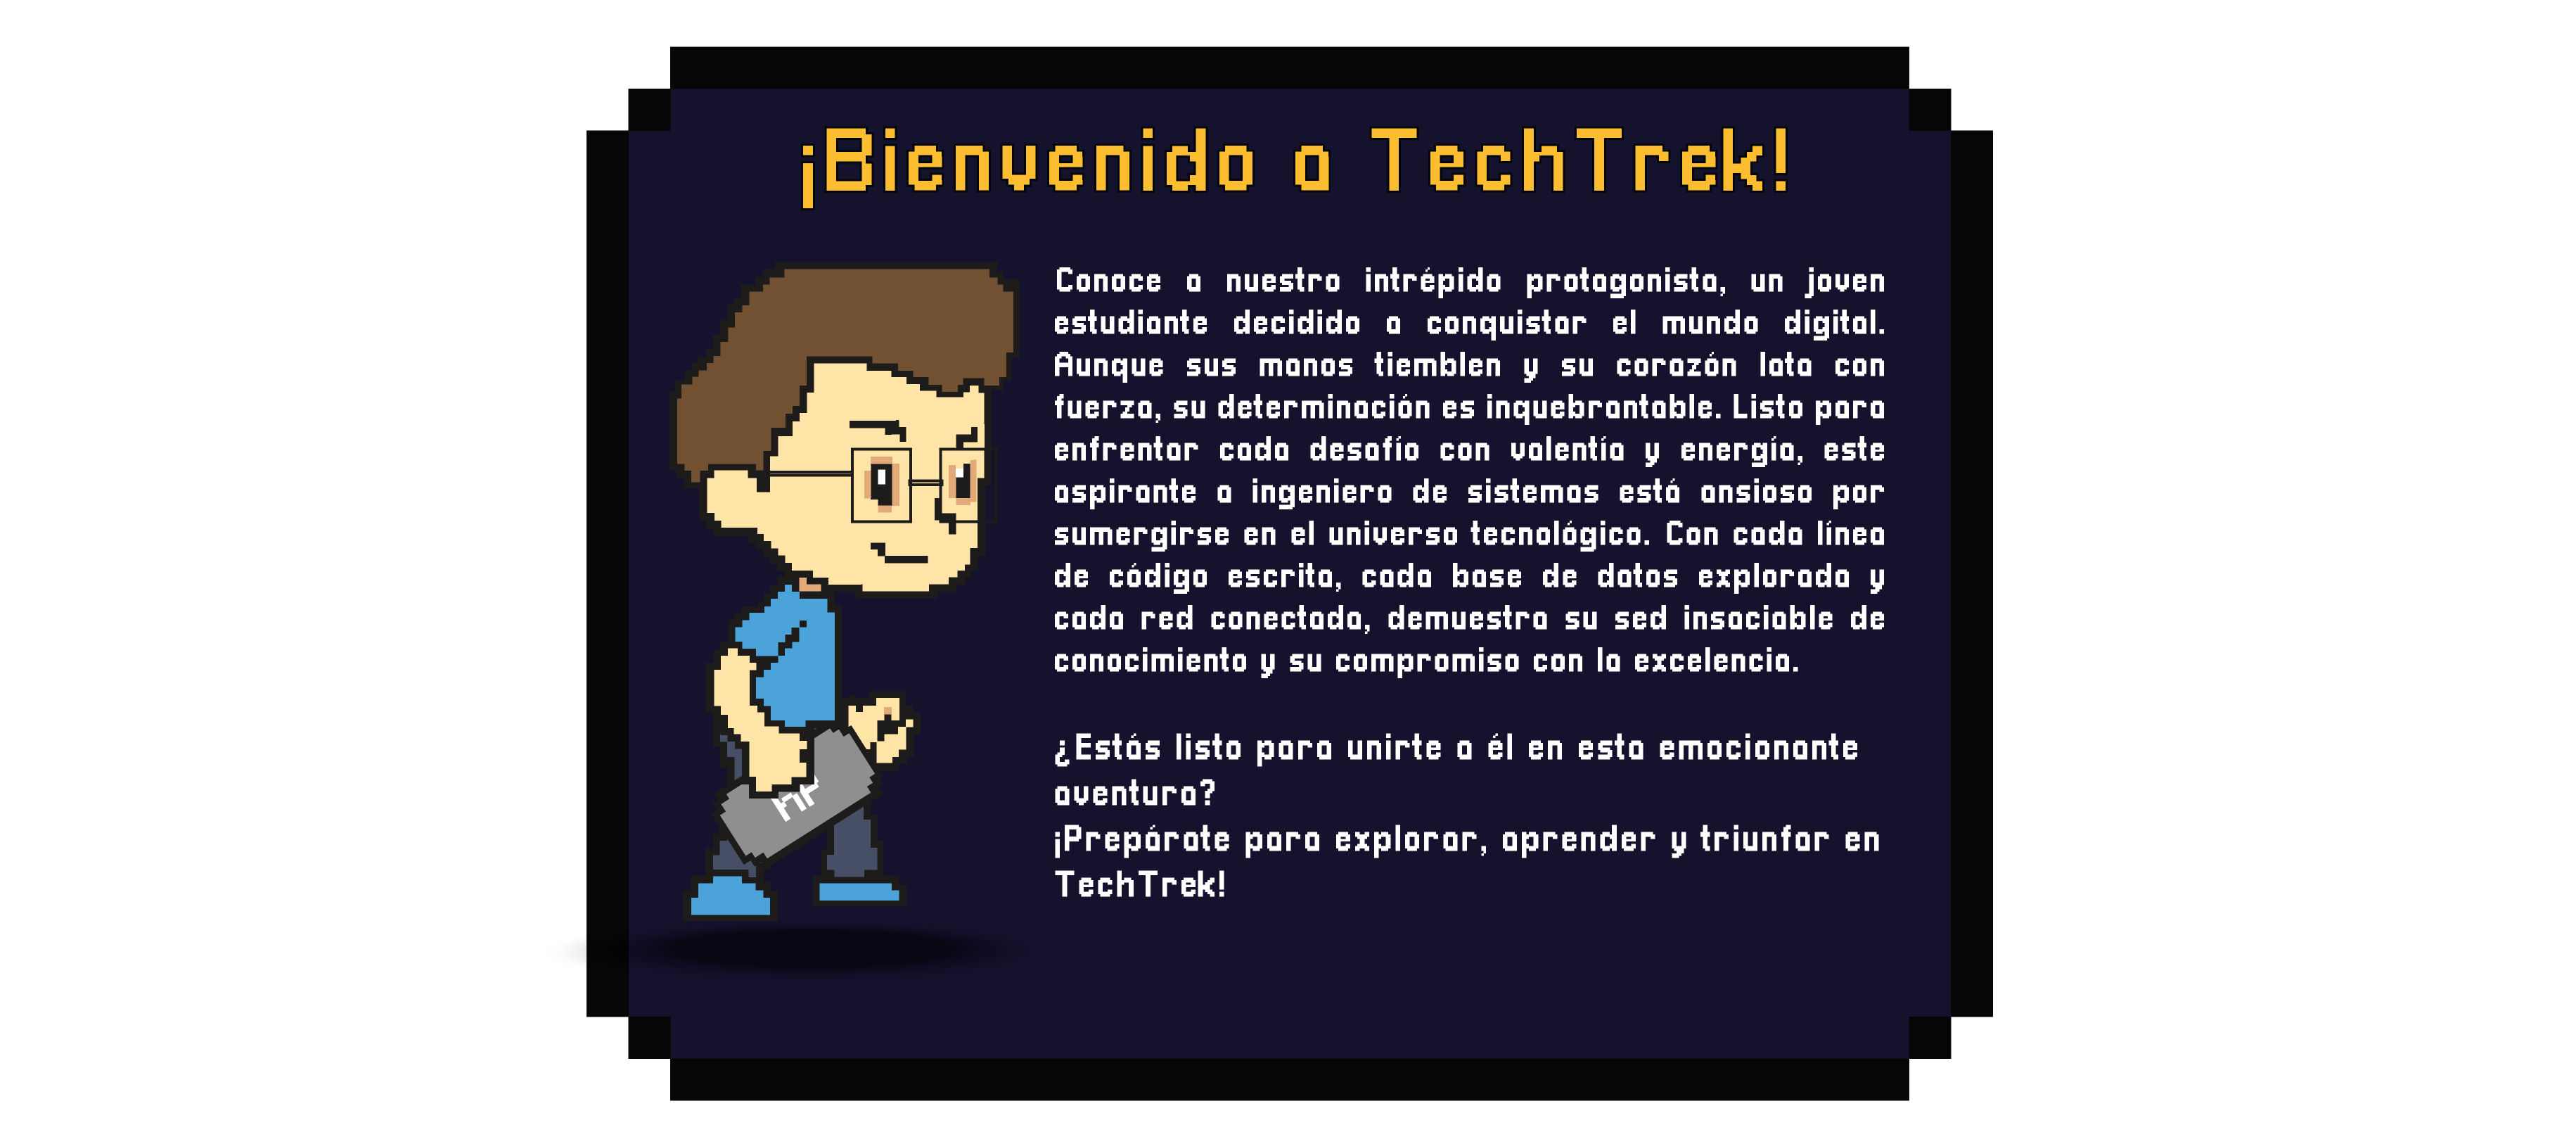 ¡Bienvenido a TechTrek!
Conoce a nuestro intrépido protagonista, un joven
estudiante decidido a conquistar el mundo digital.
Aunque sus manos tiemblen y su corazón lata con
fuerza, su determinación es inquebrantable. Listo para
enfrentar cada desafío con valentía y energía, este
aspirante a ingeniero de sistemas está ansioso por
sumergirse en el universo tecnológico. Con cada línea
de código escrita, cada base de datos explorada y
cada red conectada, demuestra su sed insaciable de
conocimiento y su compromiso con la excelencia.
¿Estás listo para unirte a él en esta emocionante
aventura?
¡Prepárate para explorar, aprender y triunfar en
TechTrek!